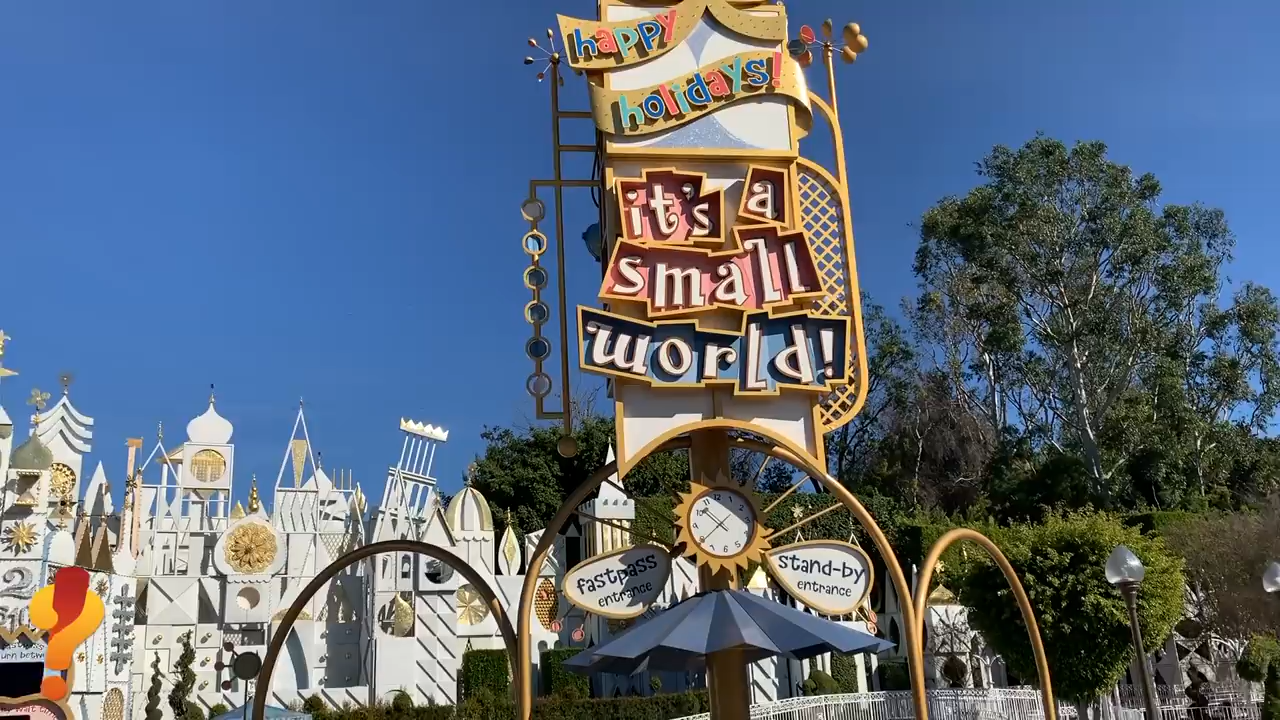 happy
holidays!
it's a
small
world!
fastpass
entrance
stand-by
entrance